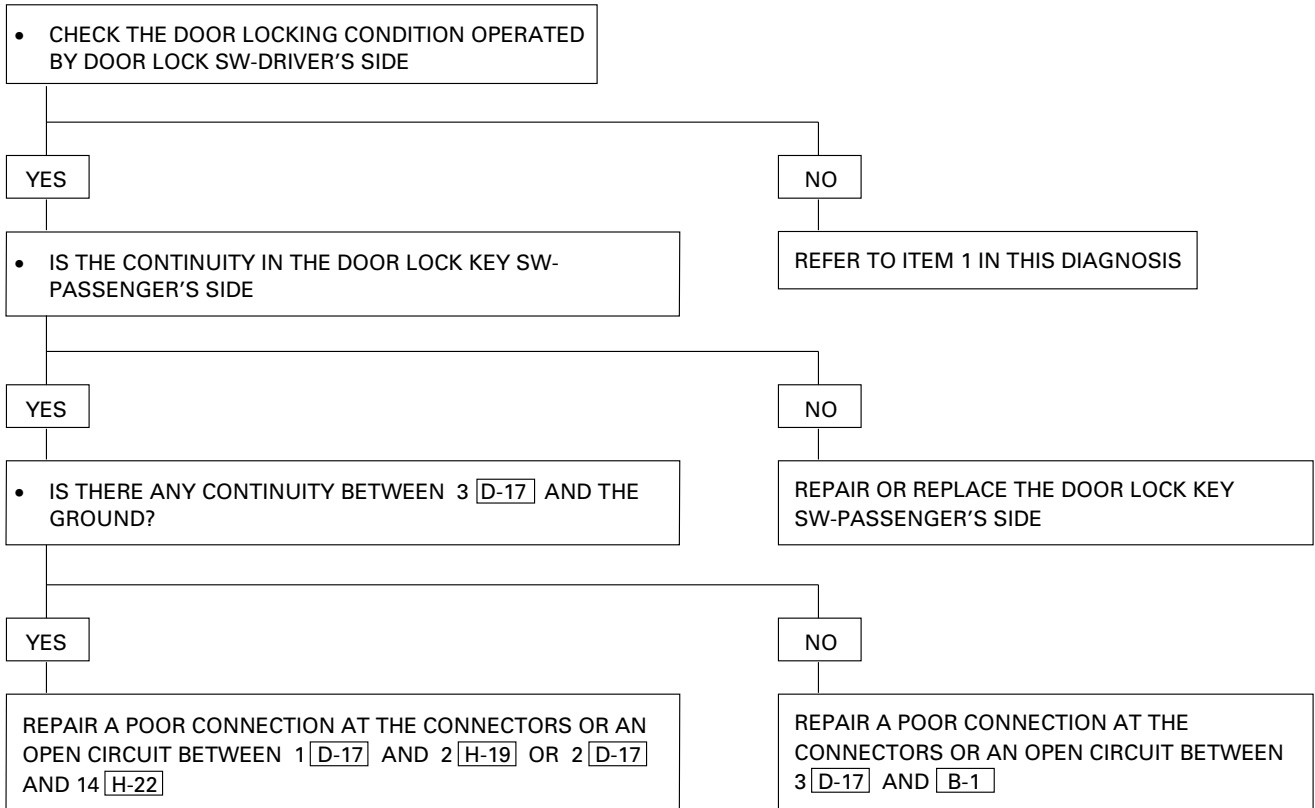 • CHECK THE DOOR LOCKING CONDITION OPERATED
BY DOOR LOCK SW-DRIVER’S SIDE
YES
NO
• IS THE CONTINUITY IN THE DOOR LOCK KEY SW-
PASSENGER’S SIDE
REFER TO ITEM 1 IN THIS DIAGNOSIS
YES
NO
• IS THERE ANY CONTINUITY BETWEEN 3 D-17 AND THE
GROUND?
REPAIR OR REPLACE THE DOOR LOCK KEY
SW-PASSENGER’S SIDE
YES
NO
REPAIR A POOR CONNECTION AT THE CONNECTORS OR AN
OPEN CIRCUIT BETWEEN 1 D-17 AND 2 H-19 OR 2 D-17
AND 14 H-22
REPAIR A POOR CONNECTION AT THE
CONNECTORS OR AN OPEN CIRCUIT BETWEEN
3 D-17 AND B-1